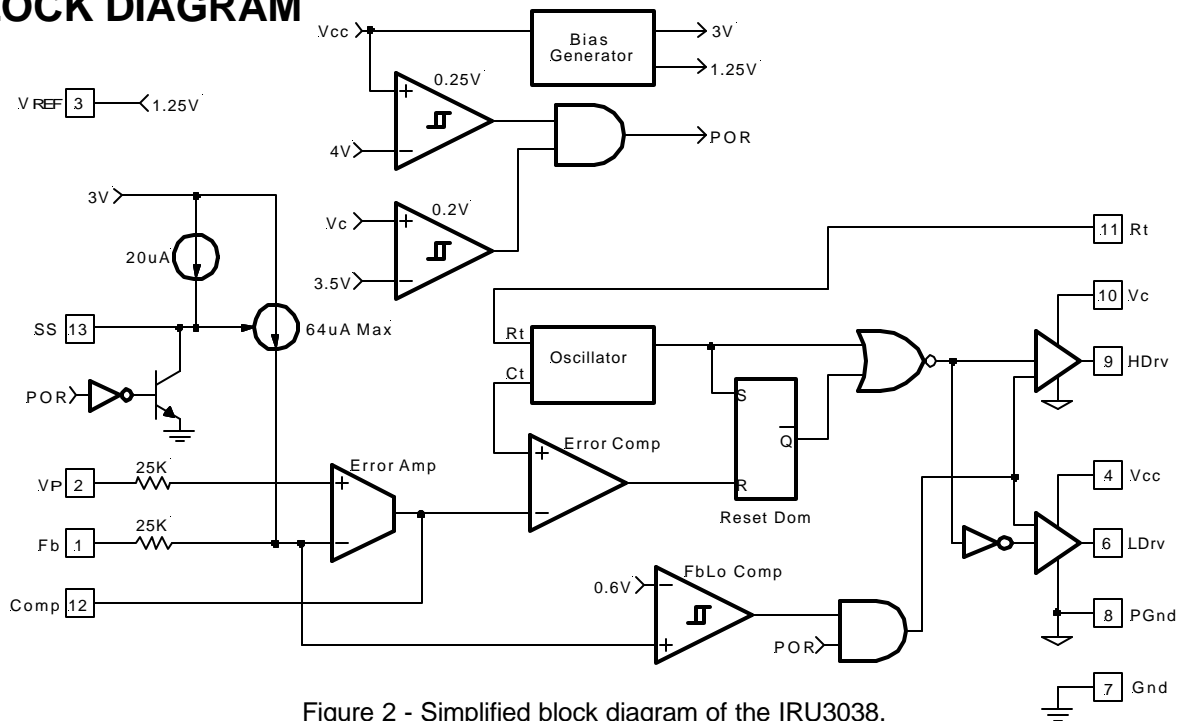 LOCK DIAGRAM
Vcc
Bias
Generator
3V
1.25V
0.25V
VREF 3 1.25V
4V
POR
3V
Vc
0.2V
20uA
3.5V
11 Rt
10 Vc
SS 13
64uA Max
Rt
Oscillator
Ct
9 HDrv
POR
S
Q
R
Error Comp
Reset Dom
VP 2
25K
Error Amp
4 Vcc
Fb 1
25K
6 LDrv
0.6V
FbLo Comp
Comp 12
POR
8 PGnd
7 Gnd
Figure 2 - Simplified block diagram of the IRU3038.